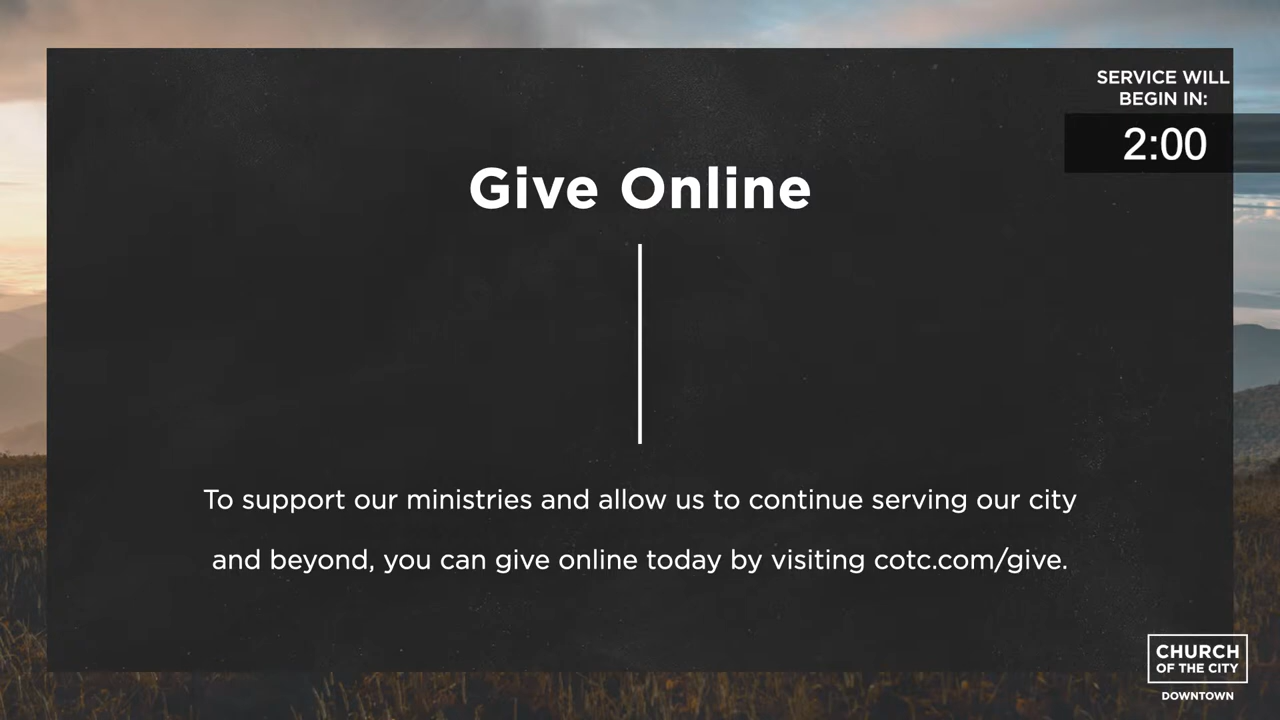 SERVICE WILL
BEGIN IN:
2:00
Give Online
To support our ministries and allow us to continue serving our city
and beyond, you can give online today by visiting cotc.com/give.
CHURCH
OF THE CITY
DOWNTOWN